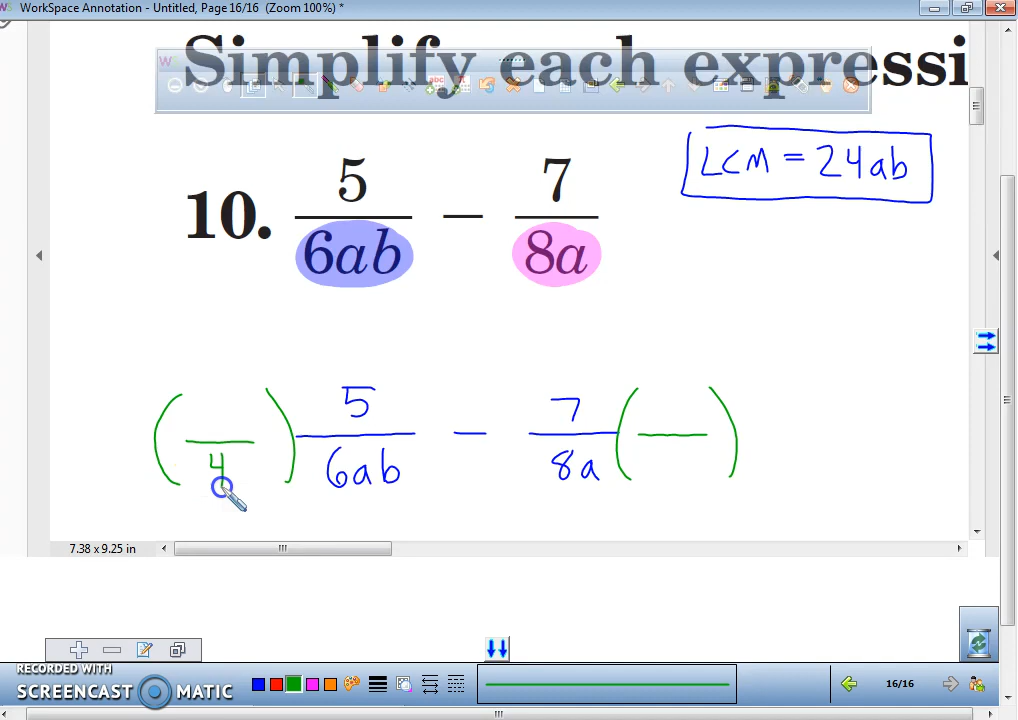 WorkSpace Annotation - Untitled, Page 16/16 (Zoom 100%) *
Simplify each expressi
LCM = 24ab
10. 5/6ab − 7/8a
( /4) 5/6ab − 7/8a ( / )
7.38 x 9.25 in
RECORDED WITH
SCREENCAST MATIC
16/16